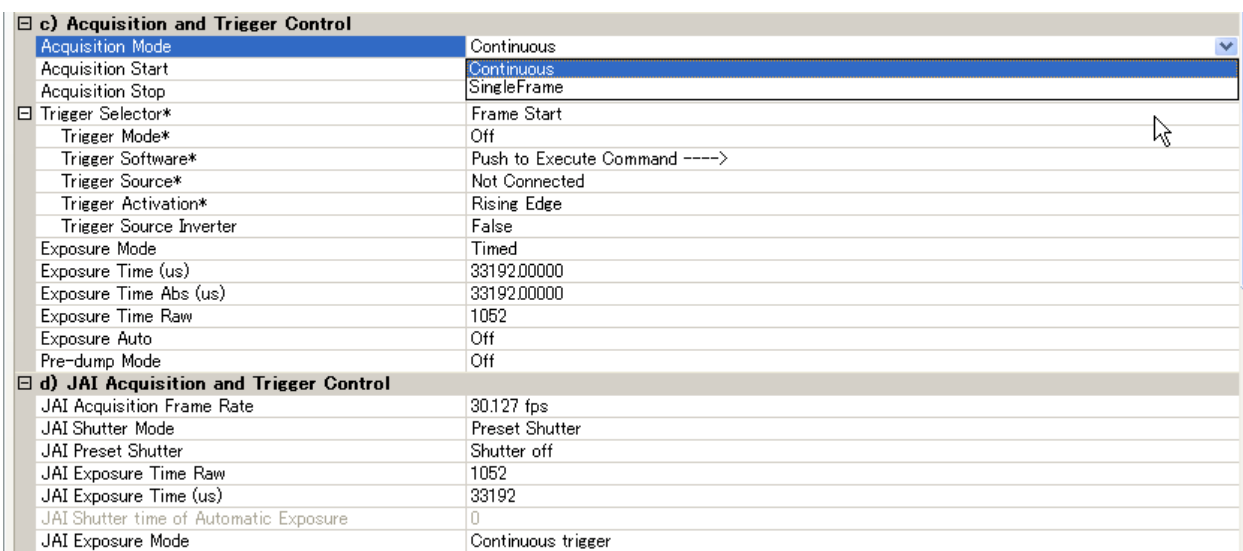 c) Acquisition and Trigger Control
Acquisition Mode Continuous
Acquisition Start Continuous
Acquisition Stop SingleFrame
Trigger Selector* Frame Start
Trigger Mode* Off
Trigger Software* Push to Execute Command ---->
Trigger Source* Not Connected
Trigger Activation* Rising Edge
Trigger Source Inverter False
Exposure Mode Timed
Exposure Time (us) 33192.00000
Exposure Time Abs (us) 33192.00000
Exposure Time Raw 1052
Exposure Auto Off
Pre-dump Mode Off
d) JAI Acquisition and Trigger Control
JAI Acquisition Frame Rate 30.127 fps
JAI Shutter Mode Preset Shutter
JAI Preset Shutter Shutter off
JAI Exposure Time Raw 1052
JAI Exposure Time (us) 33192
JAI Shutter time of Automatic Exposure 0
JAI Exposure Mode Continuous trigger